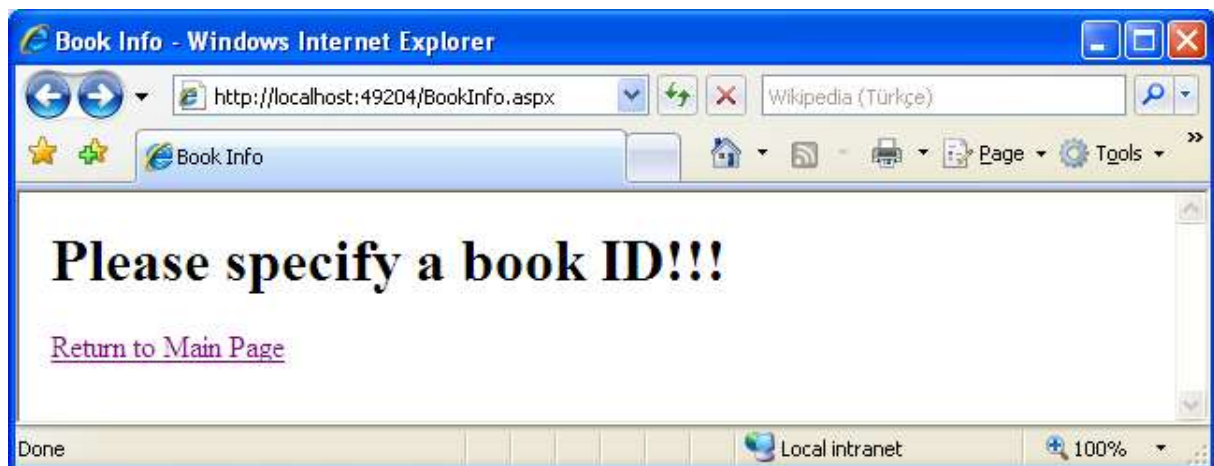 Book Info - Windows Internet Explorer
http://localhost:49204/BookInfo.aspx
Wikipedia (Türkçe)
Book Info
Page
Tools
»
Please specify a book ID!!!
Return to Main Page
Done
Local intranet
100%